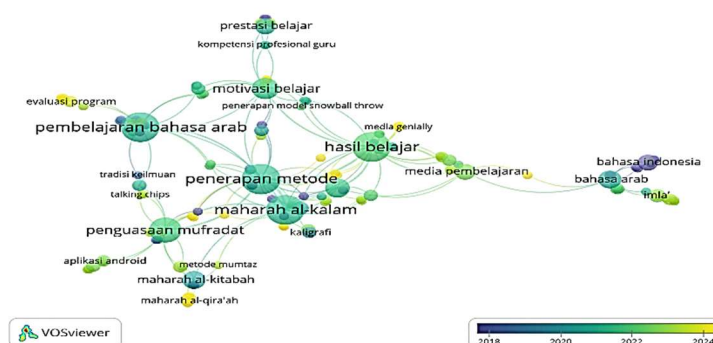 prestasi belajar
kompetensi profesional guru
motivasi belajar
evaluasi program
penerapan model snowball throw
pembelajaran bahasa arab
media genially
hasil belajar
bahasa indonesia
tradisi keilmuan
penerapan metode
media pembelajaran
bahasa arab
talking chips
imla'
maharah al-kalam
penguasaan mufradat
kaligrafi
aplikasi android
metode mumtaz
maharah al-kitabah
maharah al-qira'ah
VOSviewer
2018 2020 2022 2024